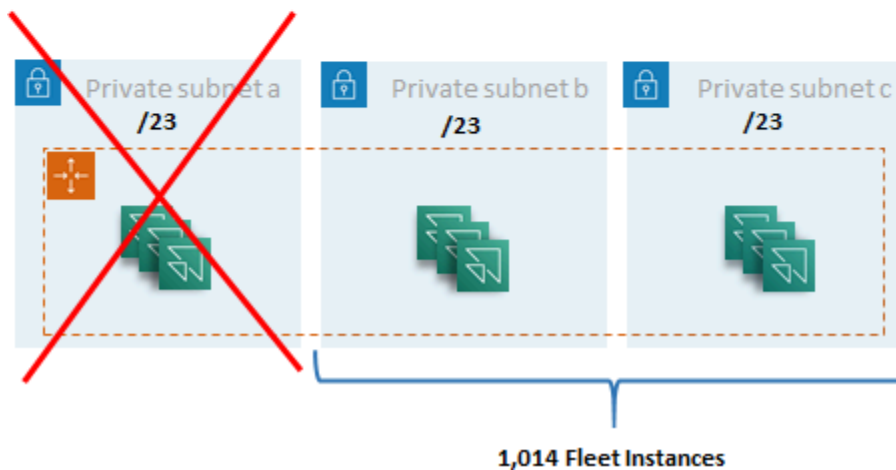 Private subnet a
/23
Private subnet b
/23
Private subnet c
/23
1,014 Fleet Instances